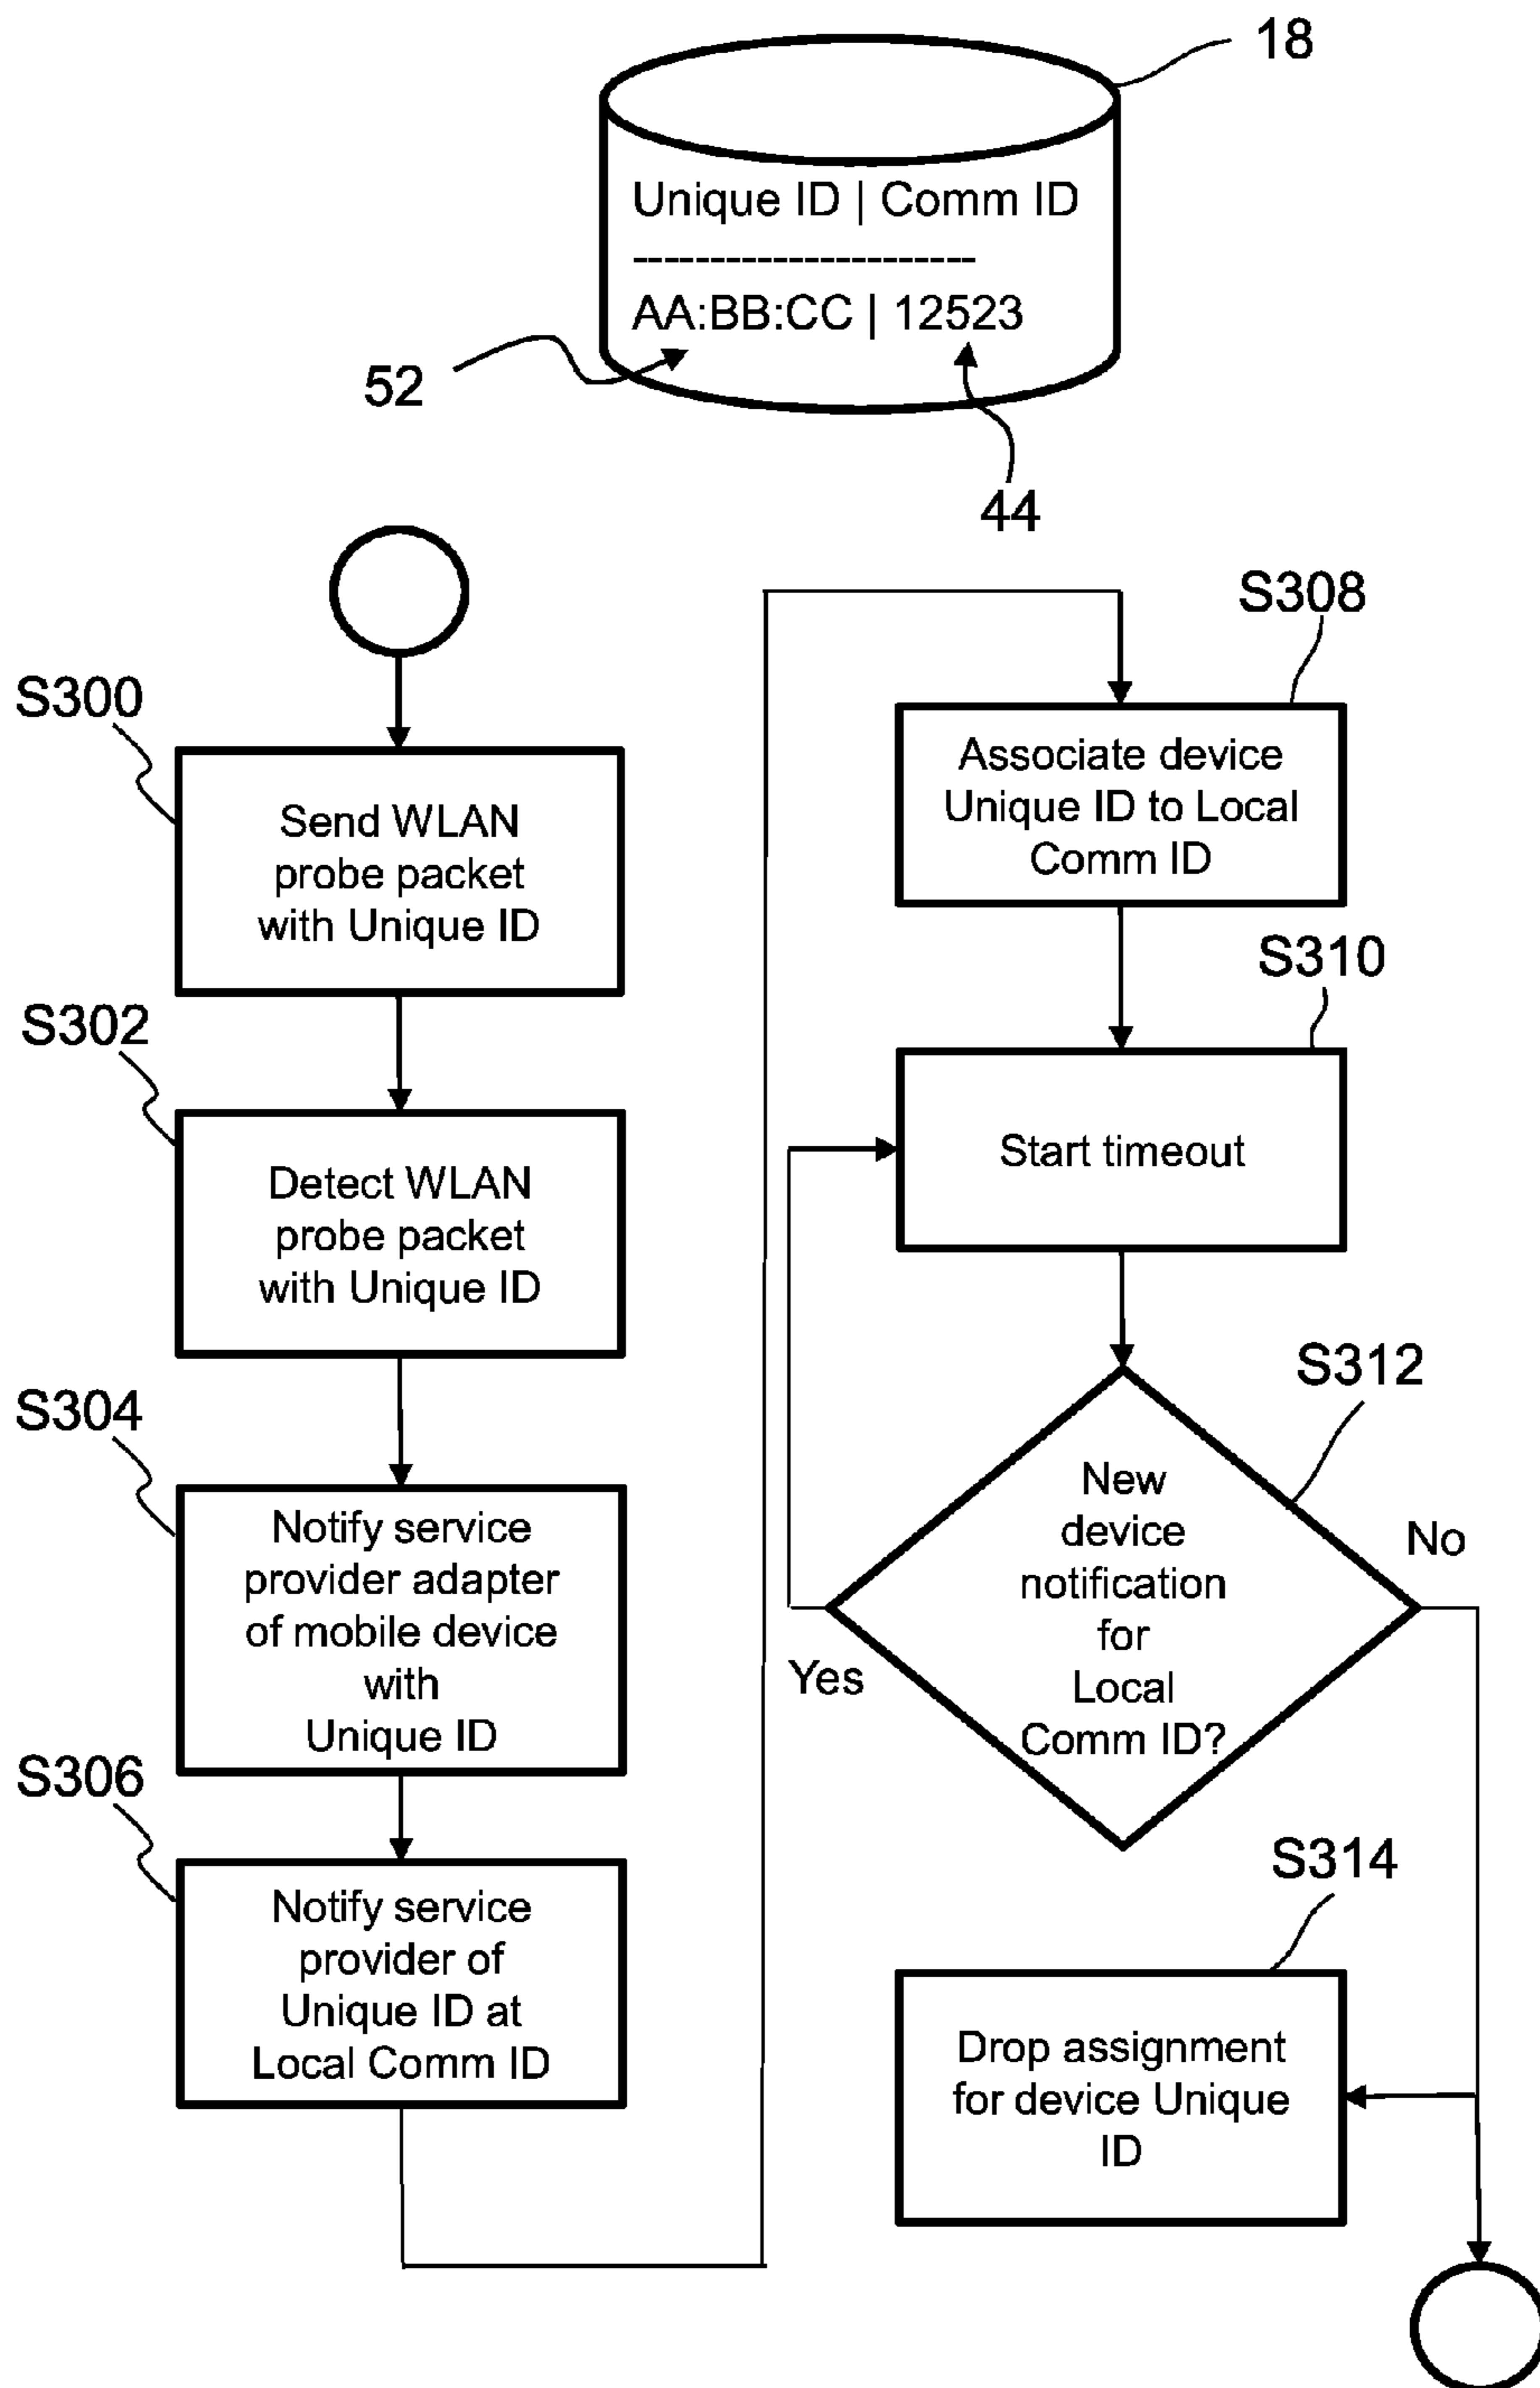 18
Unique ID | Comm ID
----------------------
AA:BB:CC | 12523
52
44
S300
Send WLAN
probe packet
with Unique ID
S302
Detect WLAN
probe packet
with Unique ID
S304
Notify service
provider adapter
of mobile device
with
Unique ID
S306
Notify service
provider of
Unique ID at
Local Comm ID
S308
Associate device
Unique ID to Local
Comm ID
S310
Start timeout
S312
New
device
notification
for
Local
Comm ID?
No
Yes
S314
Drop assignment
for device Unique
ID